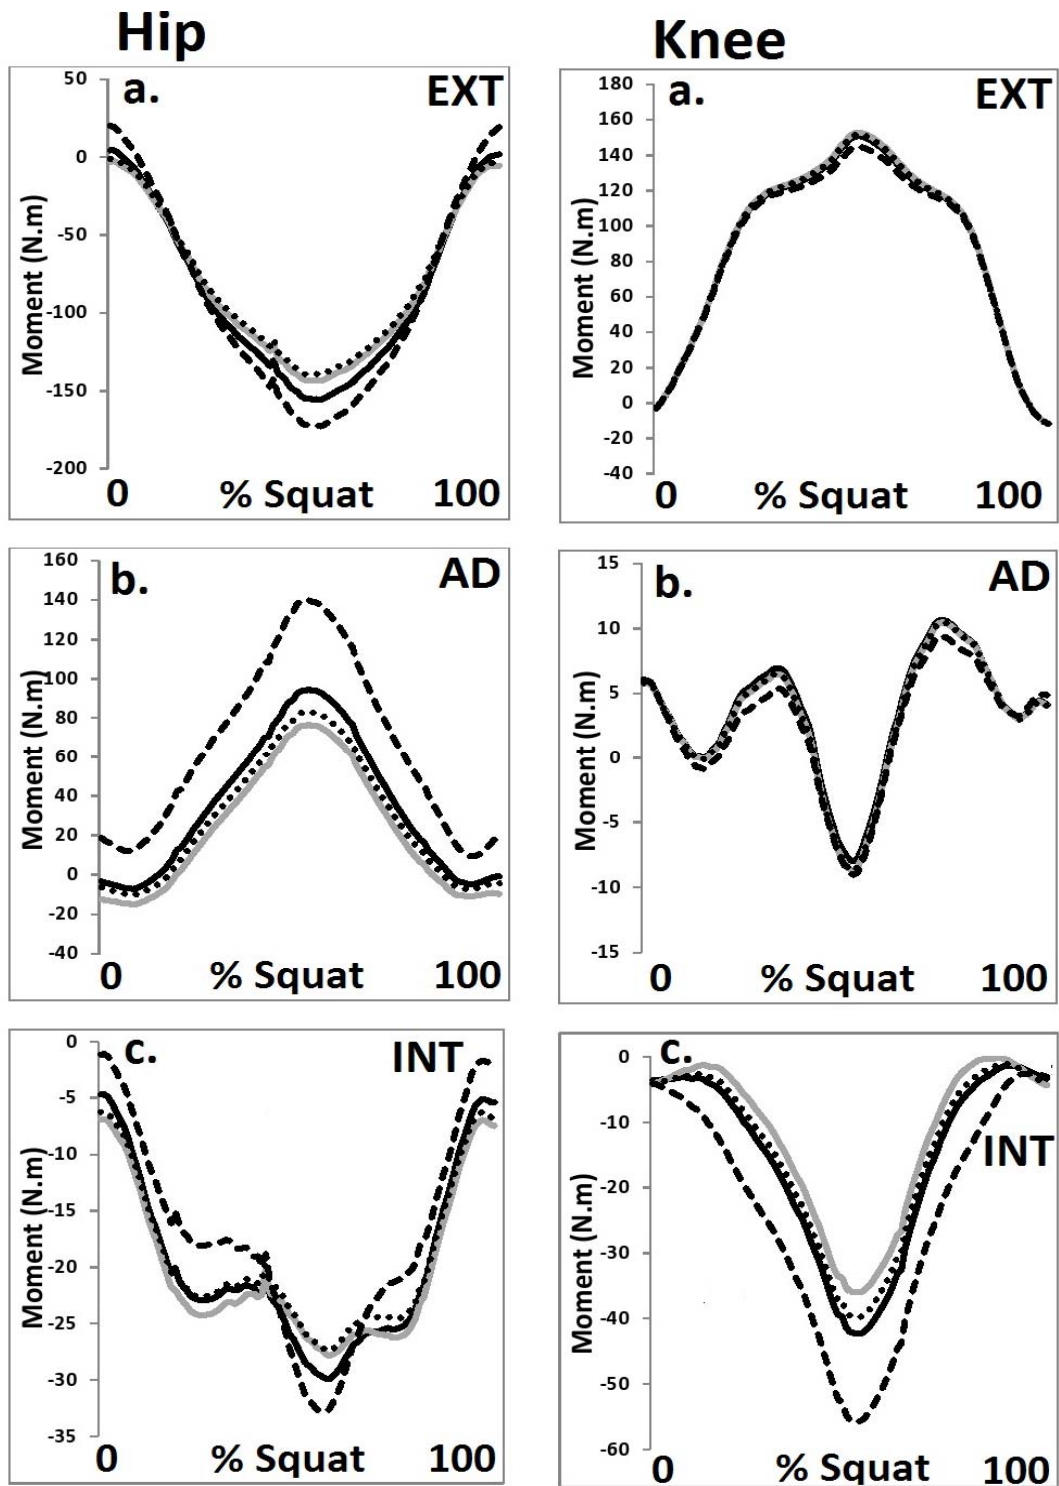 Hip
Knee
a.
EXT
50
0
-50
-100
-150
-200
Moment (N.m)
0
% Squat
100
a.
EXT
180
160
140
120
100
80
60
40
20
0
-20
-40
Moment (N.m)
0
% Squat
100
b.
AD
160
140
120
100
80
60
40
20
0
-20
-40
Moment (N.m)
0
% Squat
100
b.
AD
15
10
5
0
-5
-10
-15
Moment (N.m)
0
% Squat
100
c.
INT
0
-5
-10
-15
-20
-25
-30
-35
Moment (N.m)
0
% Squat
100
c.
INT
0
-10
-20
-30
-40
-50
-60
Moment (N.m)
0
% Squat
100